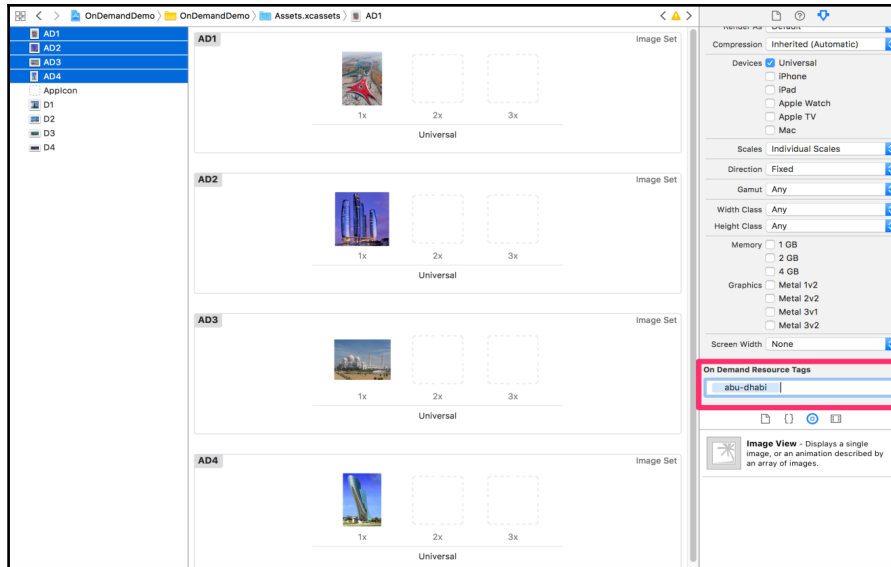 OnDemandDemo OnDemandDemo Assets.xcassets AD1
AD1
AD2
AD3
AD4
AppIcon
D1
D2
D3
D4
AD1 Image Set
1x 2x 3x
Universal
AD2 Image Set
1x 2x 3x
Universal
AD3 Image Set
1x 2x 3x
Universal
AD4 Image Set
1x 2x 3x
Universal
Render As Default
Compression Inherited (Automatic)
Devices Universal
iPhone
iPad
Apple Watch
Apple TV
Mac
Scales Individual Scales
Direction Fixed
Gamut Any
Width Class Any
Height Class Any
Memory 1 GB
2 GB
4 GB
Graphics Metal 1v2
Metal 2v2
Metal 3v1
Metal 3v2
Screen Width None
On Demand Resource Tags
abu-dhabi
Image View - Displays a single
image, or an animation described by
an array of images.